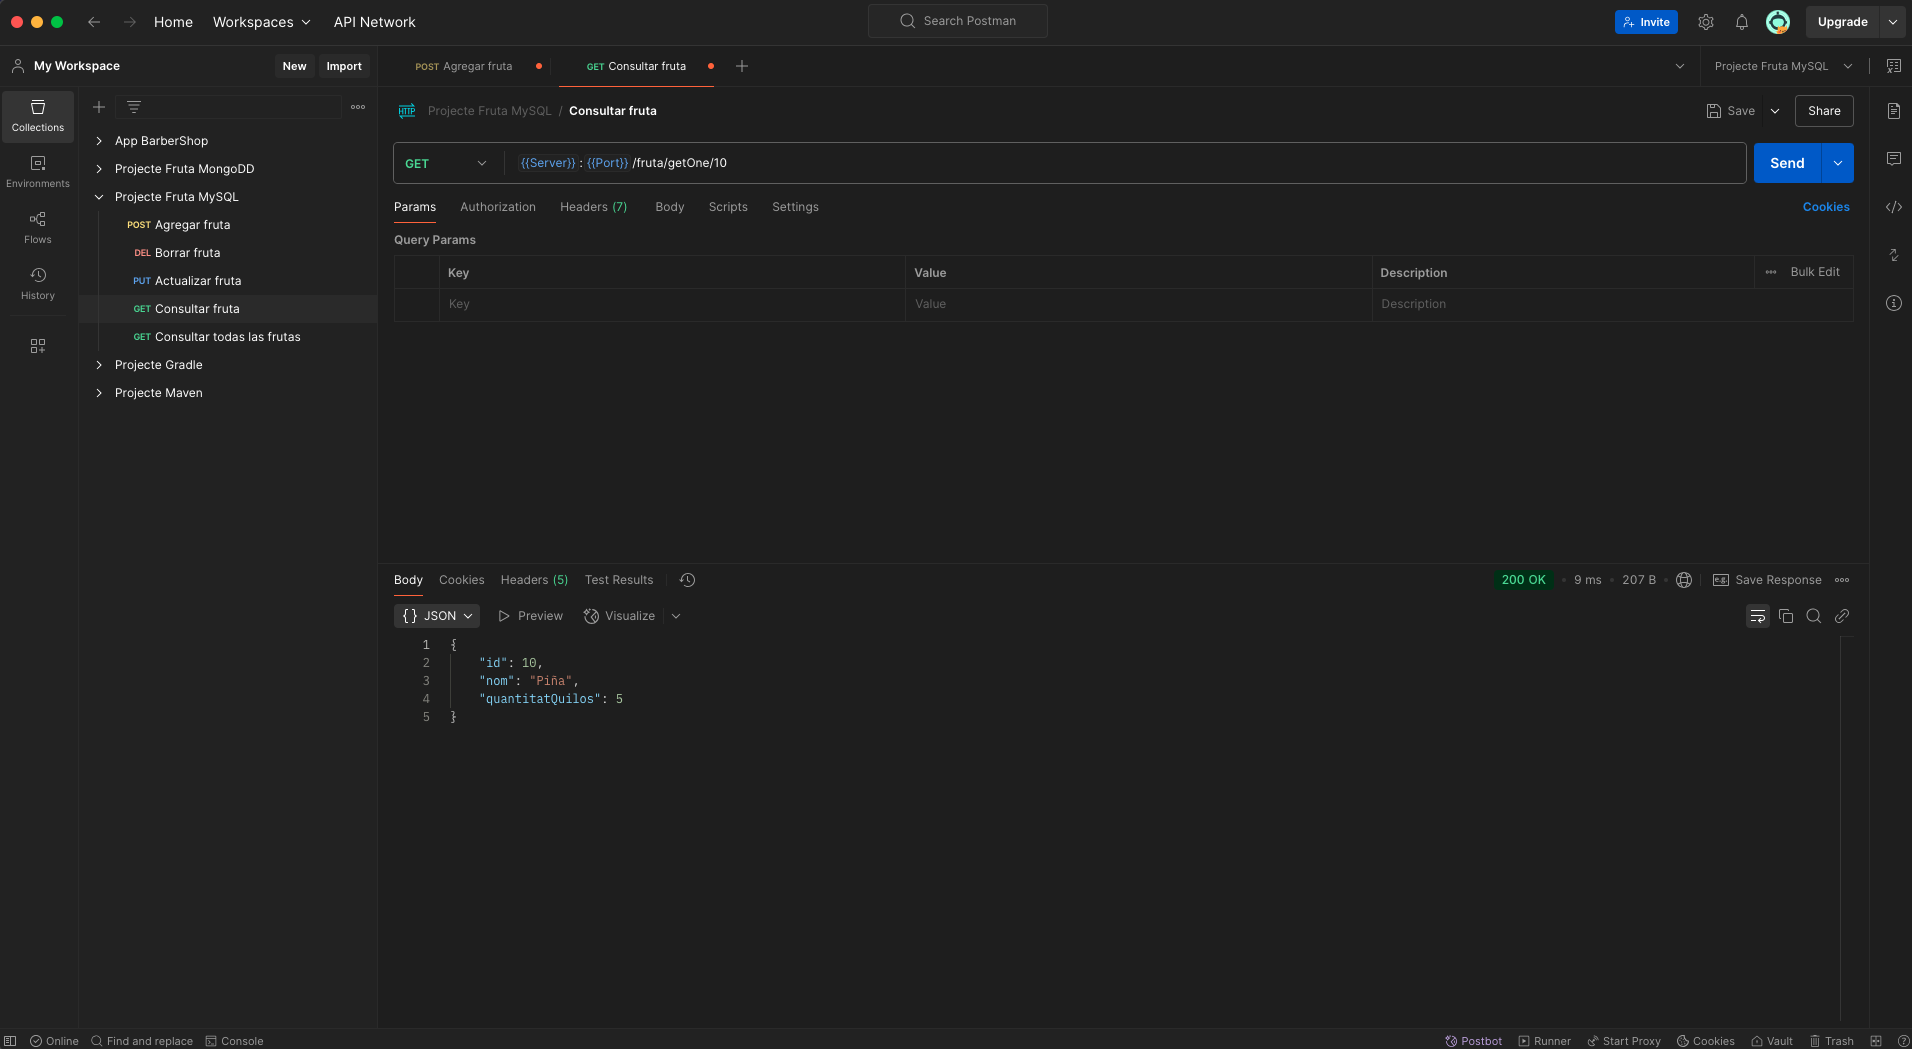 Home Workspaces API Network Search Postman Invite Upgrade
My Workspace New Import POST Agregar fruta GET Consultar fruta Projecte Fruta MySQL
Collections
Environments
Flows
History
App BarberShop
Projecte Fruta MongoDD
Projecte Fruta MySQL
POST Agregar fruta
DEL Borrar fruta
PUT Actualizar fruta
GET Consultar fruta
GET Consultar todas las frutas
Projecte Gradle
Projecte Maven
HTTP Projecte Fruta MySQL / Consultar fruta Save Share
GET {{Server}}:{{Port}}/fruta/getOne/10 Send
Params Authorization Headers (7) Body Scripts Settings Cookies
Query Params
Key Value Description Bulk Edit
Key Value Description
Body Cookies Headers (5) Test Results 200 OK 9 ms 207 B e.g. Save Response
{} JSON Preview Visualize
1 {
2 "id": 10,
3 "nom": "Piña",
4 "quantitatQuilos": 5
5 }
Online Find and replace Console Postbot Runner Start Proxy Cookies Vault Trash